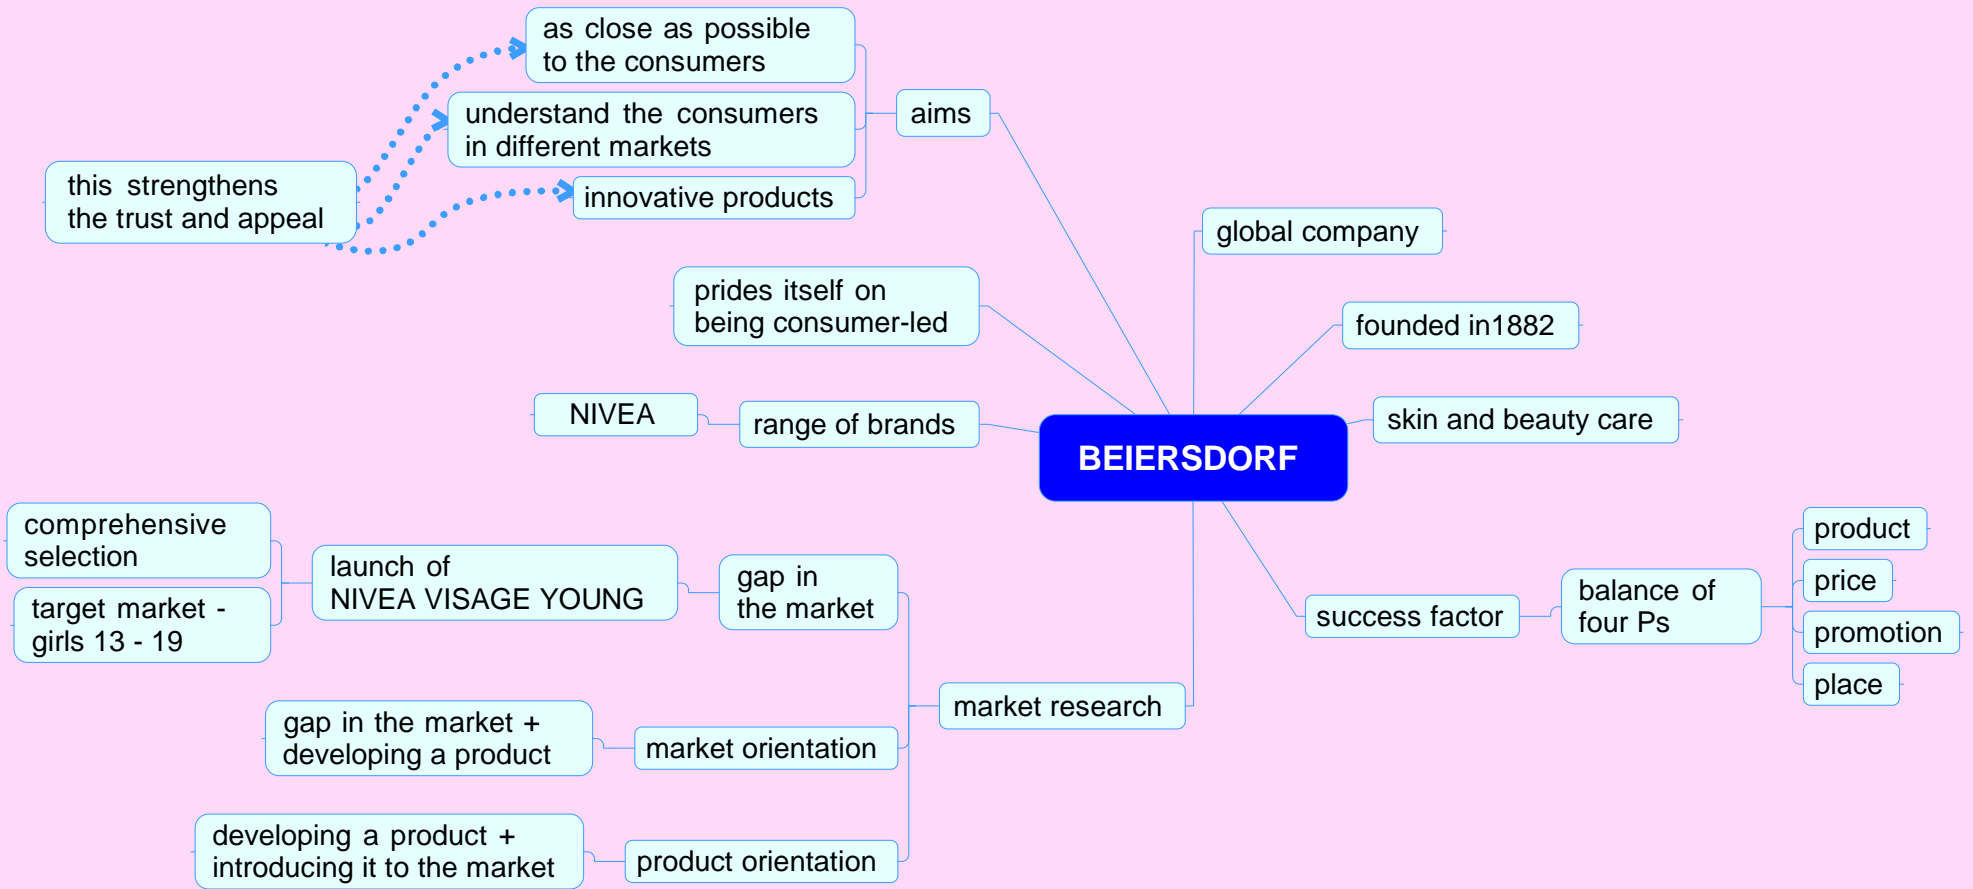 as close as possible
to the consumers
understand the consumers
in different markets
innovative products
aims
this strengthens
the trust and appeal
global company
prides itself on
being consumer-led
founded in1882
NIVEA
range of brands
skin and beauty care
BEIERSDORF
comprehensive
selection
target market -
girls 13 - 19
launch of
NIVEA VISAGE YOUNG
gap in
the market
market research
gap in the market +
developing a product
market orientation
developing a product +
introducing it to the market
product orientation
success factor
balance of
four Ps
product
price
promotion
place